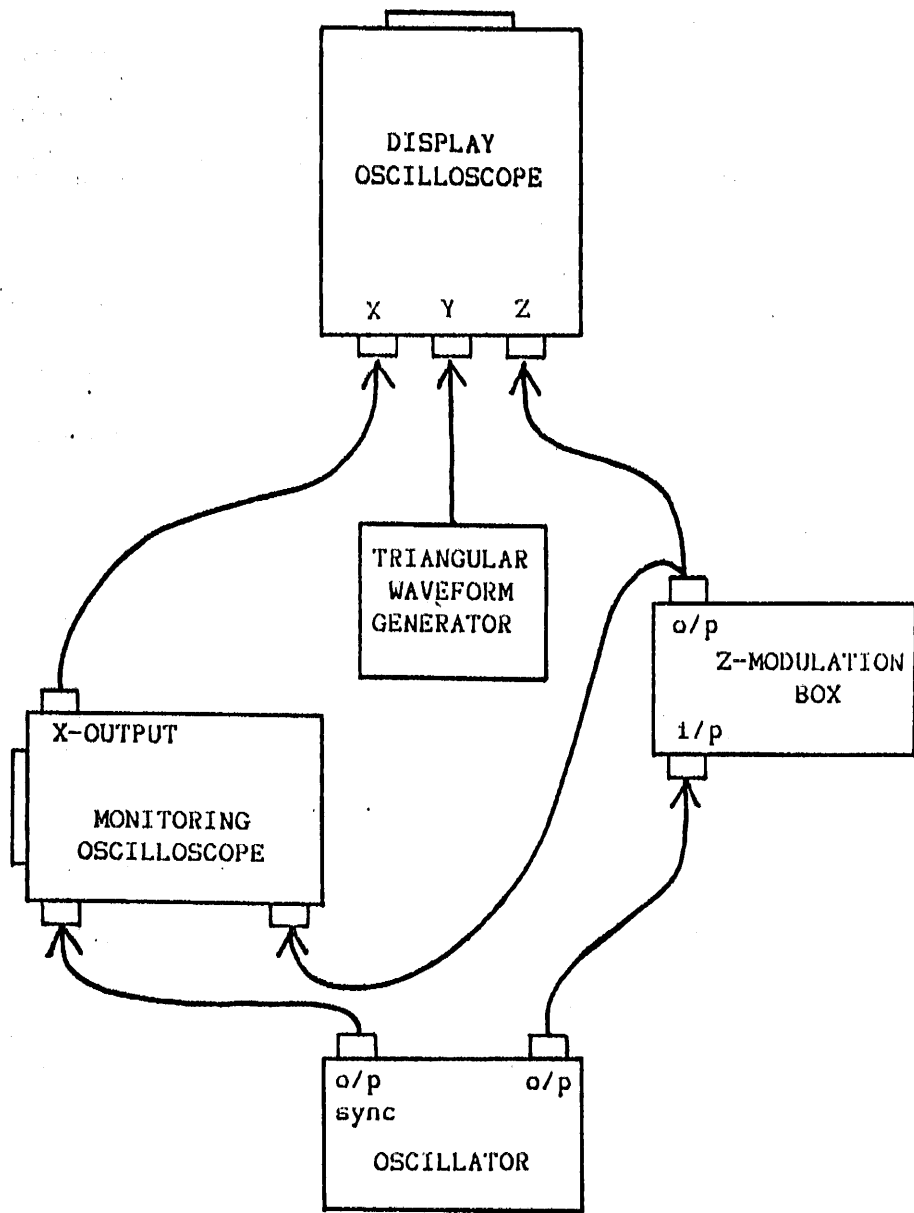 DISPLAY
OSCILLOSCOPE
X Y Z
TRIANGULAR
WAVEFORM
GENERATOR
o/p
Z-MODULATION
BOX
i/p
X-OUTPUT
MONITORING
OSCILLOSCOPE
o/p o/p
sync
OSCILLATOR